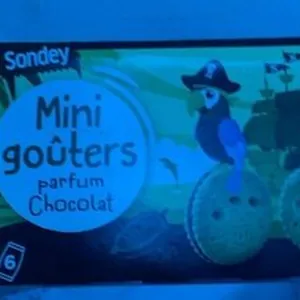 Sondey
Mini
goûters
parfum
Chocolat
6